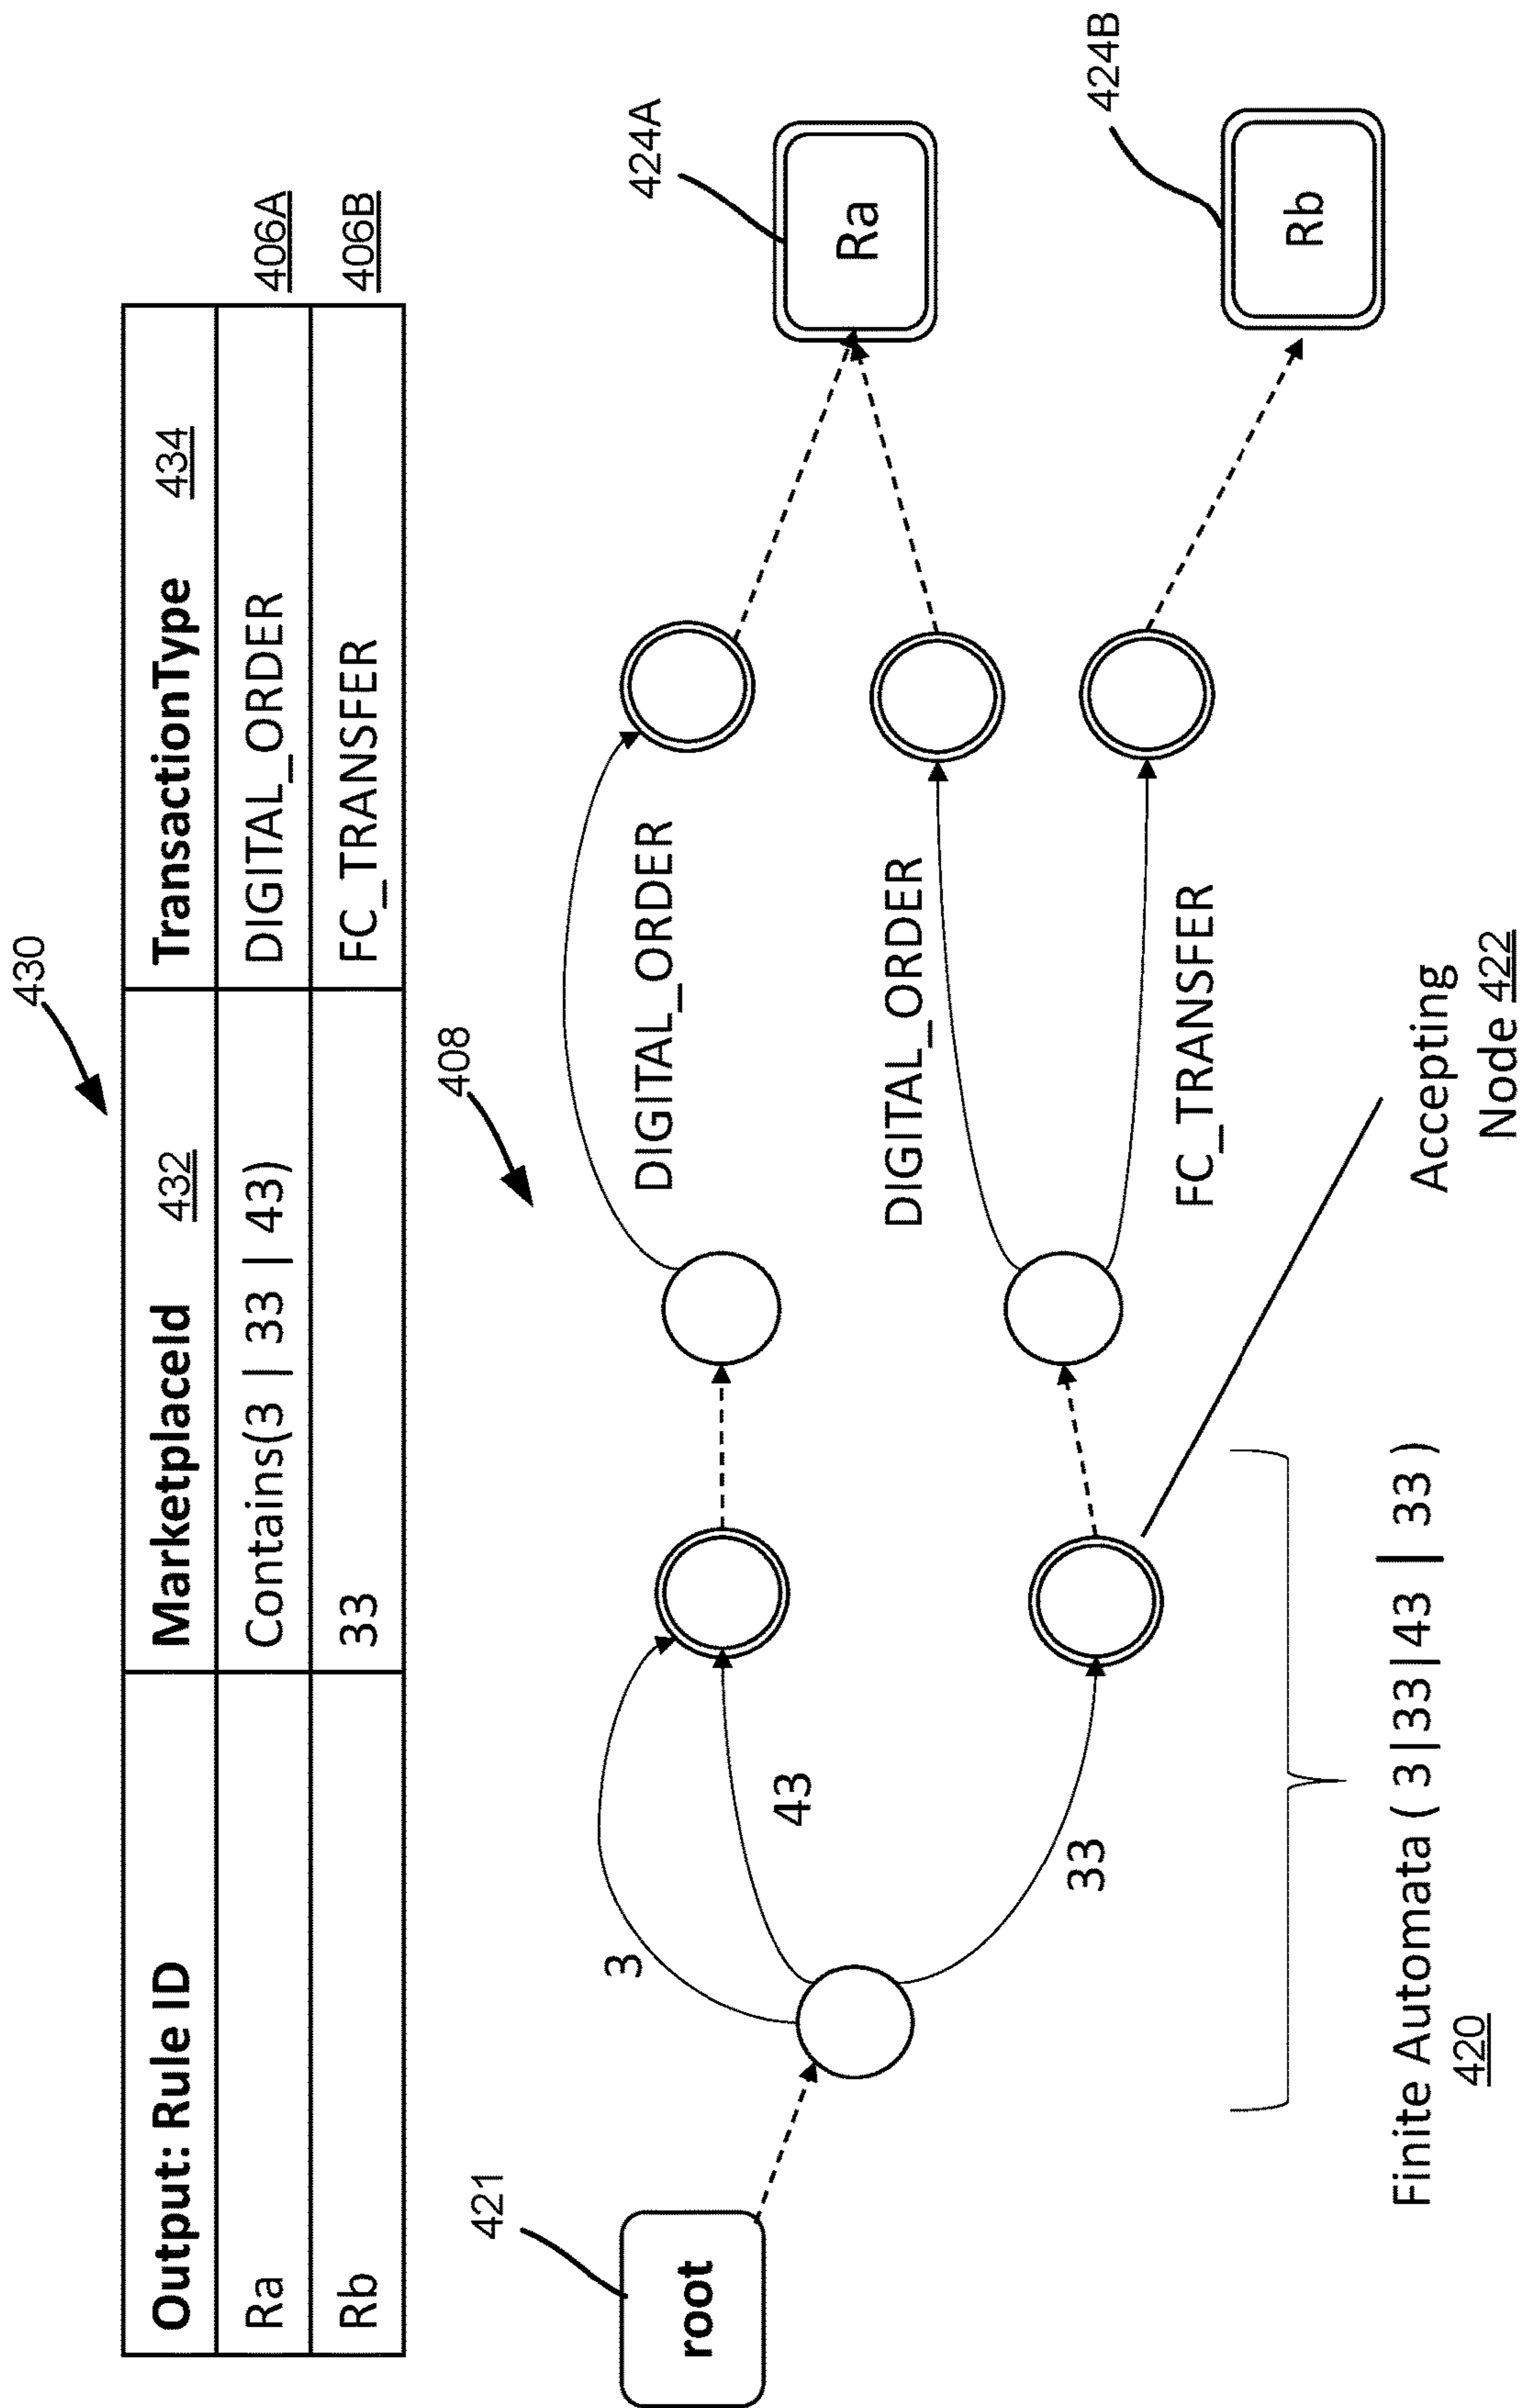 430
Output: Rule ID MarketplaceId 432 TransactionType 434
Ra Contains(3 | 33 | 43) DIGITAL_ORDER 406A
Rb 33 FC_TRANSFER 406B
408
421
root
3
43
33
DIGITAL_ORDER
DIGITAL_ORDER
FC_TRANSFER
424A
Ra
424B
Rb
Accepting
Node 422
Finite Automata ( 3|33|43 | 33 )
420